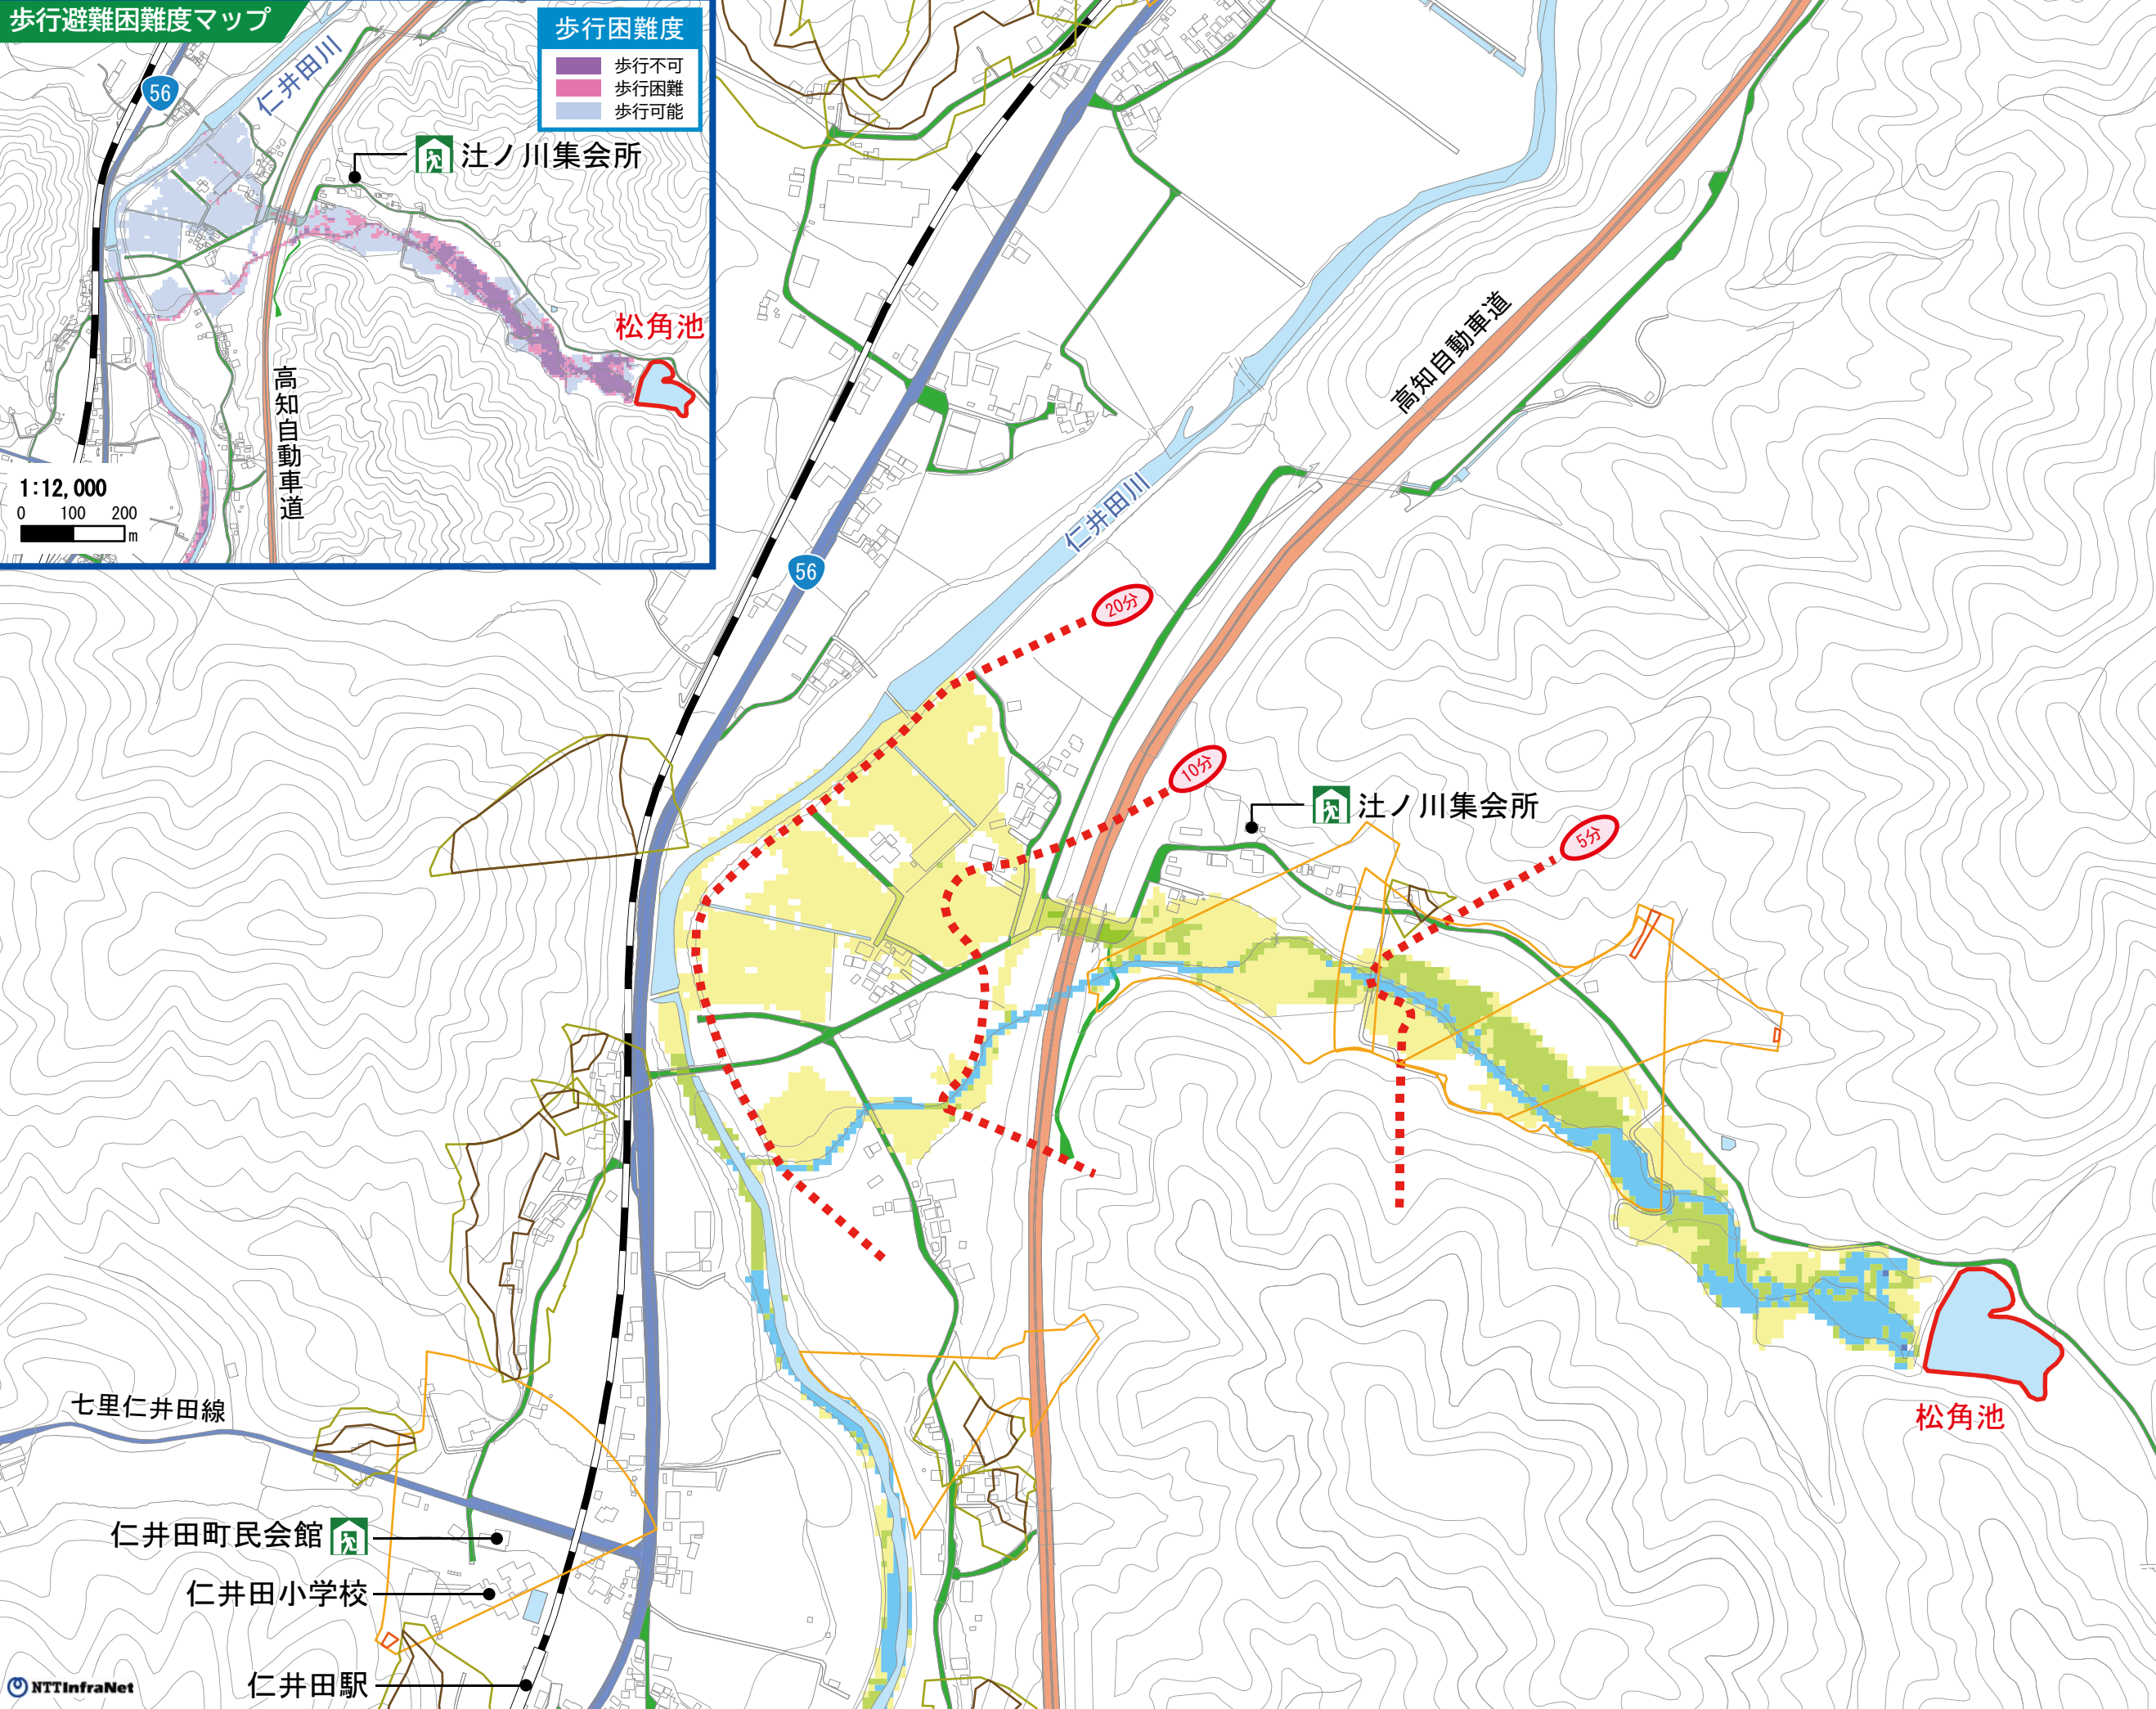 歩行避難困難度マップ
仁井田川
56
歩行困難度
歩行不可
歩行困難
歩行可能
辻ノ川集会所
松角池
高知自動車道
1:12,000
0 100 200
m
高知自動車道
仁井田川
56
20分
10分
辻ノ川集会所
5分
松角池
七里仁井田線
仁井田町民会館
仁井田小学校
仁井田駅
NTTInfraNet